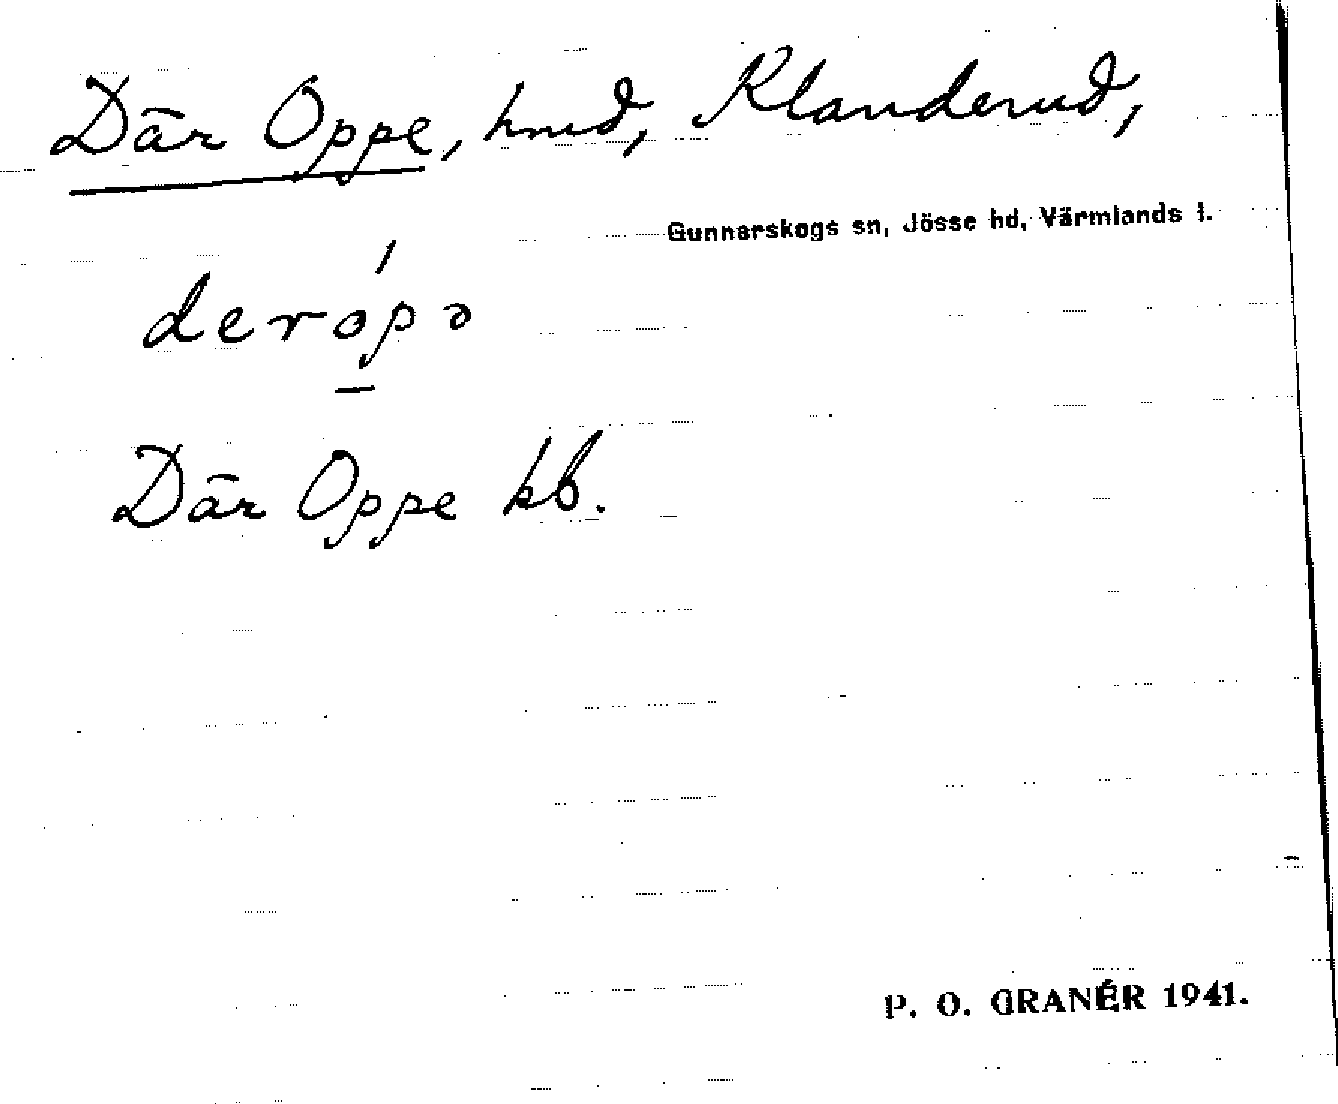 Där Oppe, hmd, Klanderud,
Gunnarskogs sn, Jösse hd, Värmlands l.
derópə
Där Oppe kb.
P. O. GRANÉR 1941.